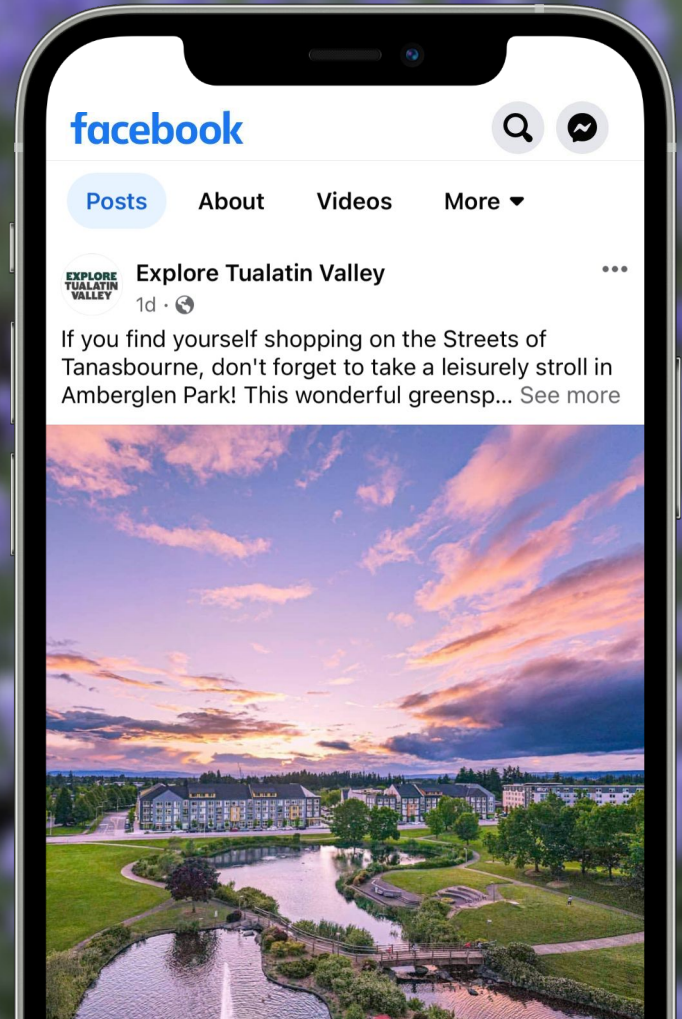 facebook
Posts About Videos More
EXPLORE
TUALATIN
VALLEY
Explore Tualatin Valley
1d ·
If you find yourself shopping on the Streets of
Tanasbourne, don't forget to take a leisurely stroll in
Amberglen Park! This wonderful greensp... See more